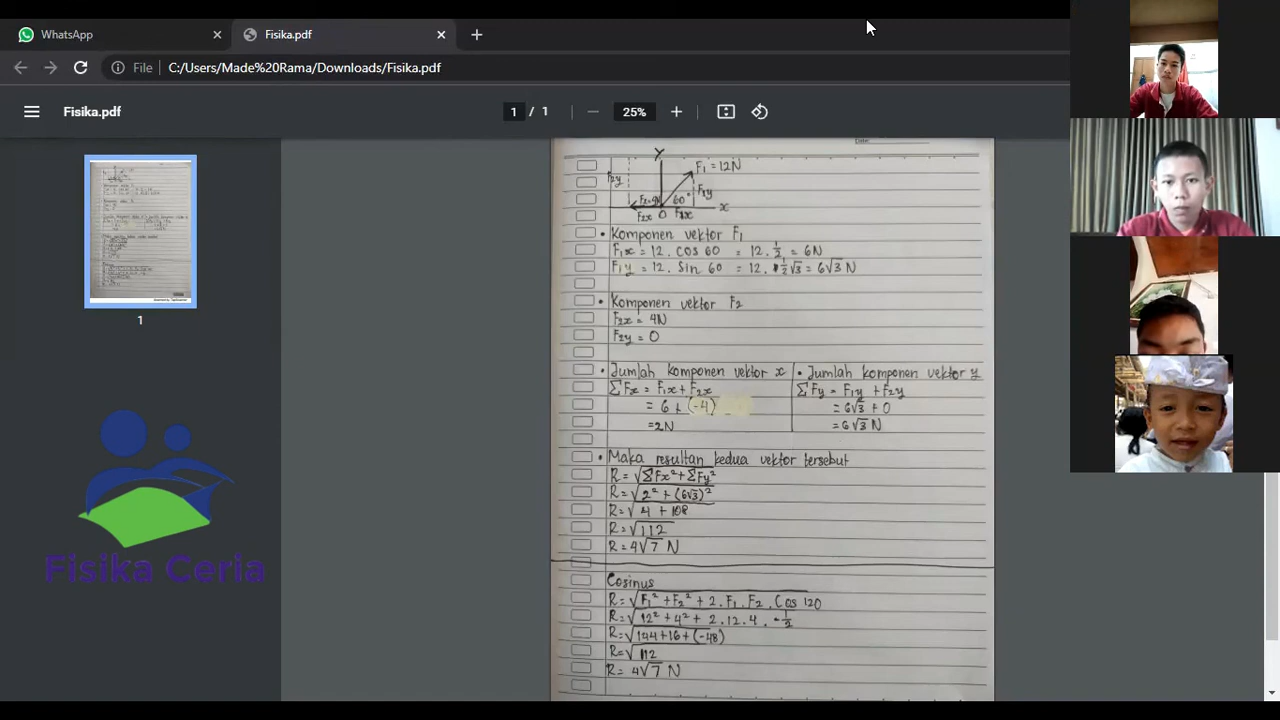 WhatsApp
Fisika.pdf
File C:/Users/Made%20Rama/Downloads/Fisika.pdf
Fisika.pdf
1 / 1
25%
1
Fisika Ceria
Y
F1 = 12N
F2y
F1y
F2=4N
60°
F2x
O
F1x
x
• Komponen vektor F1
F1x = 12 . cos 60 = 12 . 1/2 = 6N
F1y = 12 . Sin 60 = 12 . 1/2 √3 = 6√3 N
• Komponen vektor F2
F2x = 4N
F2y = 0
• Jumlah komponen vektor x
ΣFx = F1x + F2x
= 6 + (-4)
= 2N
• Jumlah komponen vektor y
ΣFy = F1y + F2y
= 6√3 + 0
= 6√3 N
• Maka resultan kedua vektor tersebut
R = √ΣFx² + ΣFy²
R = √2² + (6√3)²
R = √4 + 108
R = √112
R = 4√7 N
Cosinus
R = √F1² + F2² + 2 . F1 . F2 . Cos 120
R = √12² + 4² + 2 . 12 . 4 . -1/2
R = √144 + 16 + (-48)
R = √112
R = 4√7 N